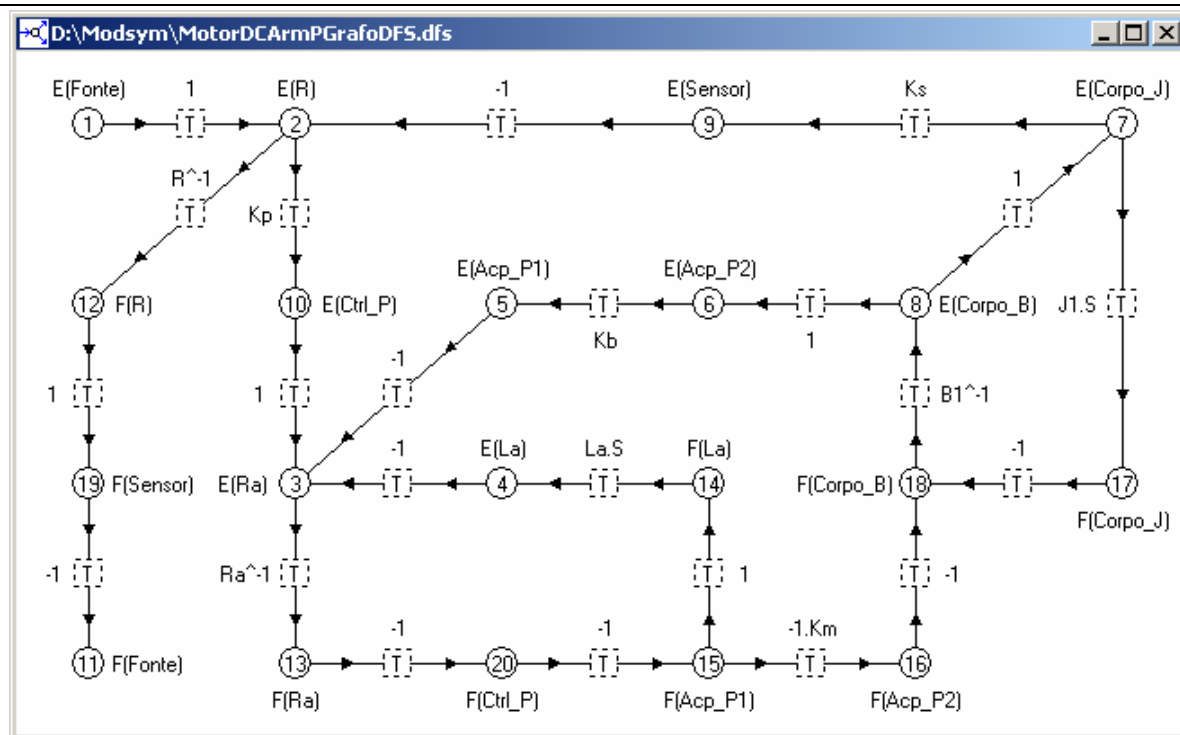 D:\Modsym\MotorDCArmPGrafoDFS.dfs
E(Fonte) 1 E(R) -1 E(Sensor) Ks E(Corpo_J)
1 T 2 T 9 T 7
R^-1 1
T Kp T T
E(Acp_P1) E(Acp_P2)
12 F(R) 10 E(Ctrl_P) 5 T 6 T 8 E(Corpo_B) J1.S T
Kb 1
-1
1 T 1 T T T B1^-1
-1 E(La) La.S F(La) -1
19 F(Sensor) E(Ra) 3 T 4 T 14 F(Corpo_B) 18 T 17
F(Corpo_J)
-1 T Ra^-1 T T 1 T -1
-1 -1 -1.Km
11 F(Fonte) 13 T 20 T 15 T 16
F(Ra) F(Ctrl_P) F(Acp_P1) F(Acp_P2)